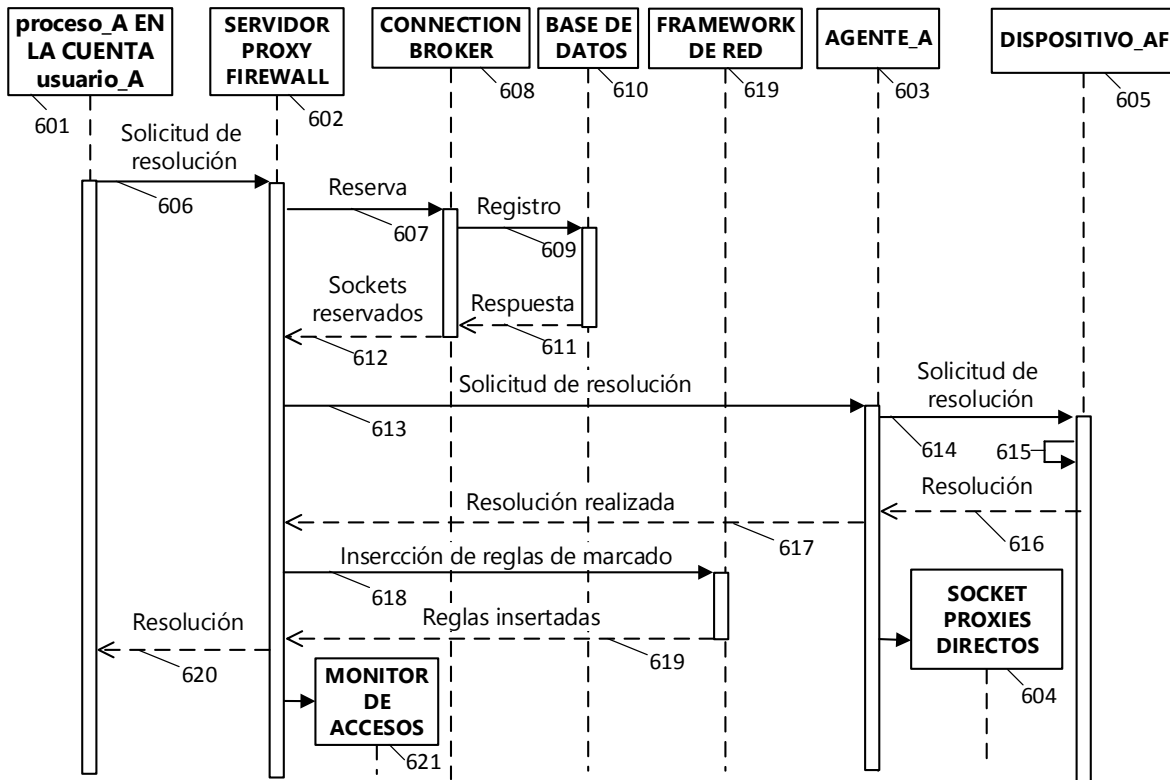 proceso_A EN
LA CUENTA
usuario_A
601
SERVIDOR
PROXY
FIREWALL
602
CONNECTION
BROKER
608
BASE DE
DATOS
610
FRAMEWORK
DE RED
619
AGENTE_A
603
DISPOSITIVO_AF
605
Solicitud de
resolución
606
Reserva
607
Registro
609
Sockets
reservados
612
Respuesta
611
Solicitud de resolución
613
Solicitud de
resolución
614
615
Resolución
616
Resolución realizada
617
Insercción de reglas de marcado
618
Reglas insertadas
619
Resolución
620
SOCKET
PROXIES
DIRECTOS
604
MONITOR
DE
ACCESOS
621